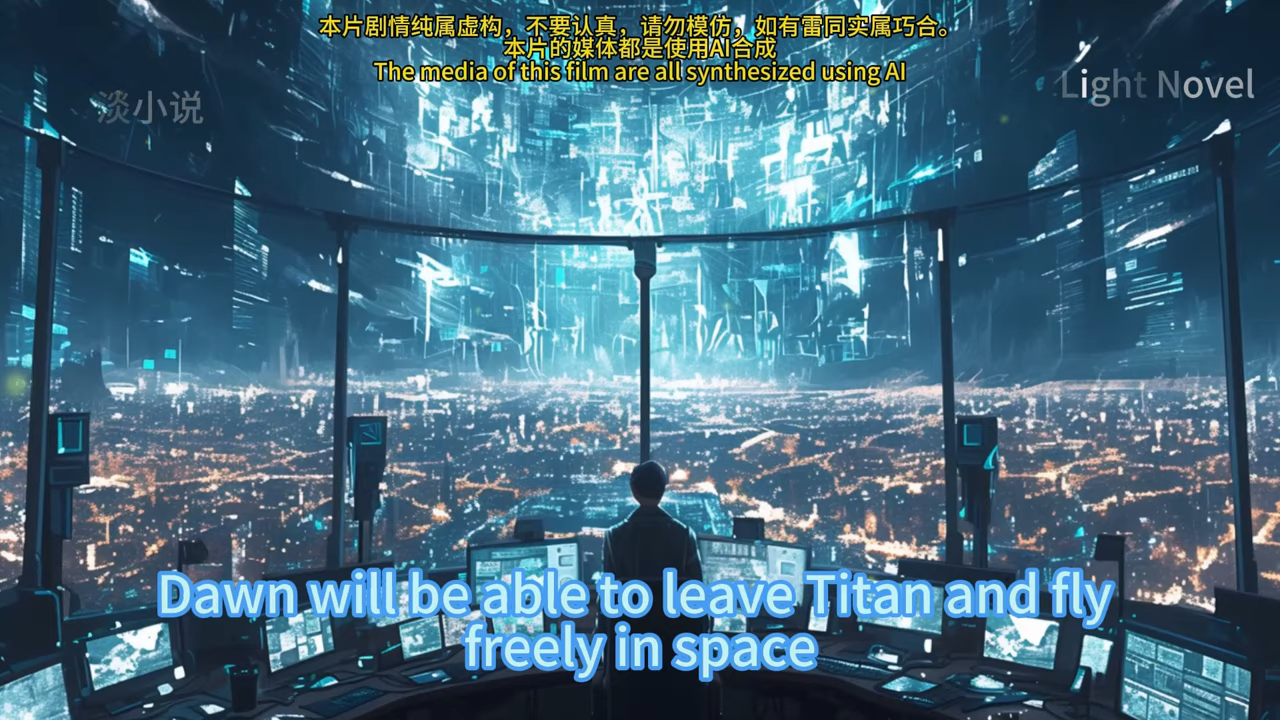 本片剧情纯属虚构，不要认真，请勿模仿，如有雷同实属巧合。
本片的媒体都是使用AI合成
The media of this film are all synthesized using AI
淡小说
Light Novel
Dawn will be able to leave Titan and fly
freely in space